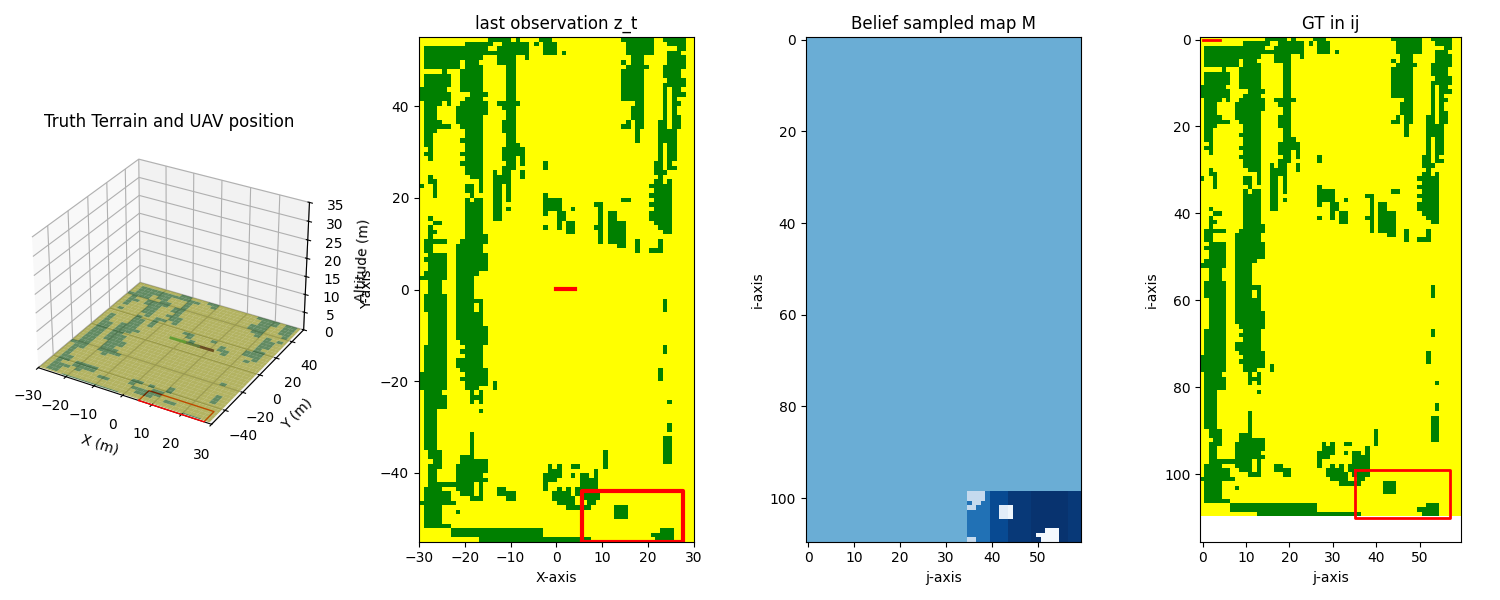 Truth Terrain and UAV position
35
30
25
20
15
10
5
0
Altitude (m)
−30
−20
−10
0
10
20
30
X (m)
−40
−20
0
20
40
Y (m)
last observation z_t
40
20
0
−20
−40
Y-axis
−30 −20 −10 0 10 20 30
X-axis
Belief sampled map M
0
20
40
60
80
100
i-axis
0 10 20 30 40 50
j-axis
GT in ij
0
20
40
60
80
100
i-axis
0 10 20 30 40 50
j-axis